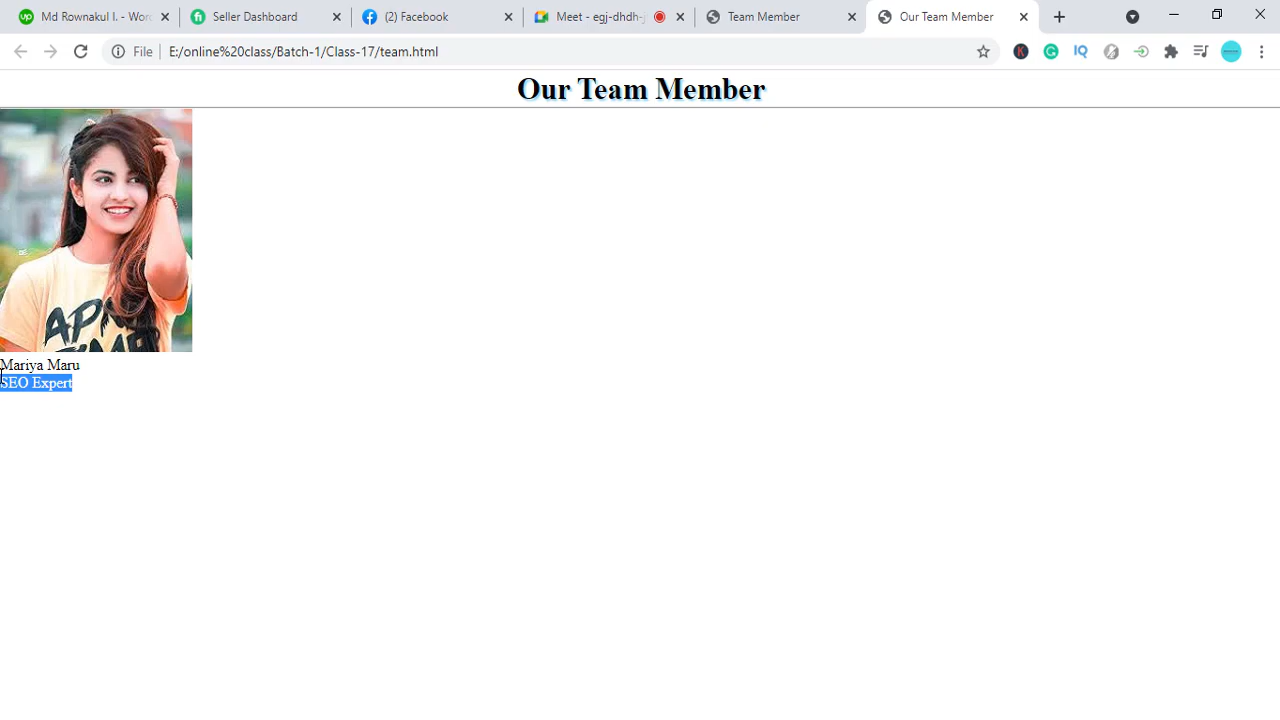 Md Rownakul I. - Wor
Seller Dashboard
(2) Facebook
Meet - egj-dhdh-j
Team Member
Our Team Member
File
E:/online%20class/Batch-1/Class-17/team.html
IQ
Our Team Member
Mariya Maru
SEO Expert